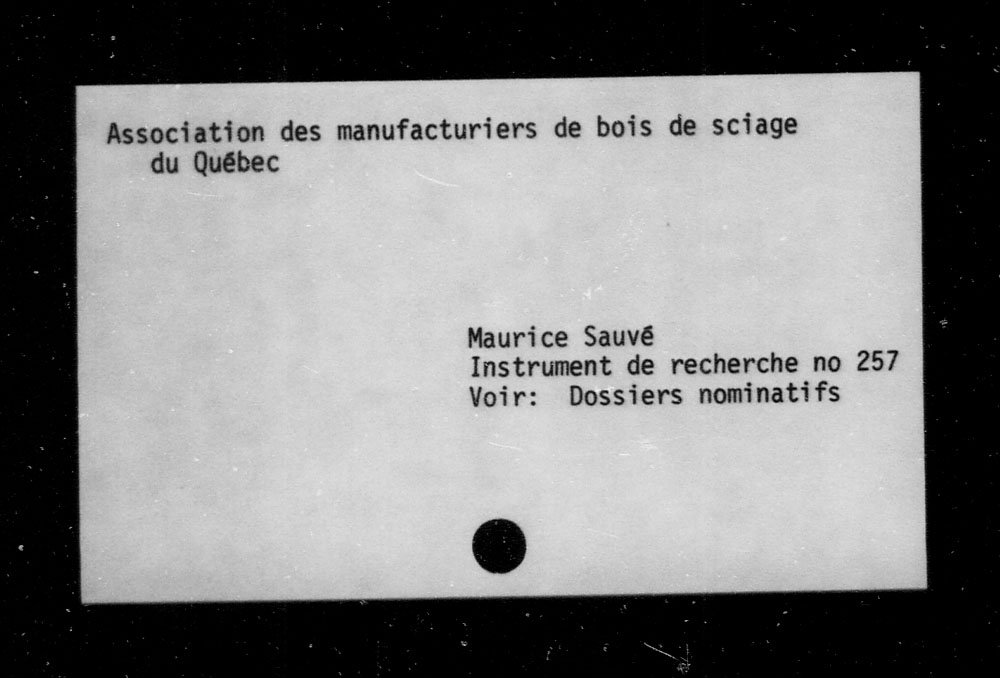 Association des manufacturiers de bois de sciage
du Québec
Maurice Sauvé
Instrument de recherche no 257
Voir: Dossiers nominatifs